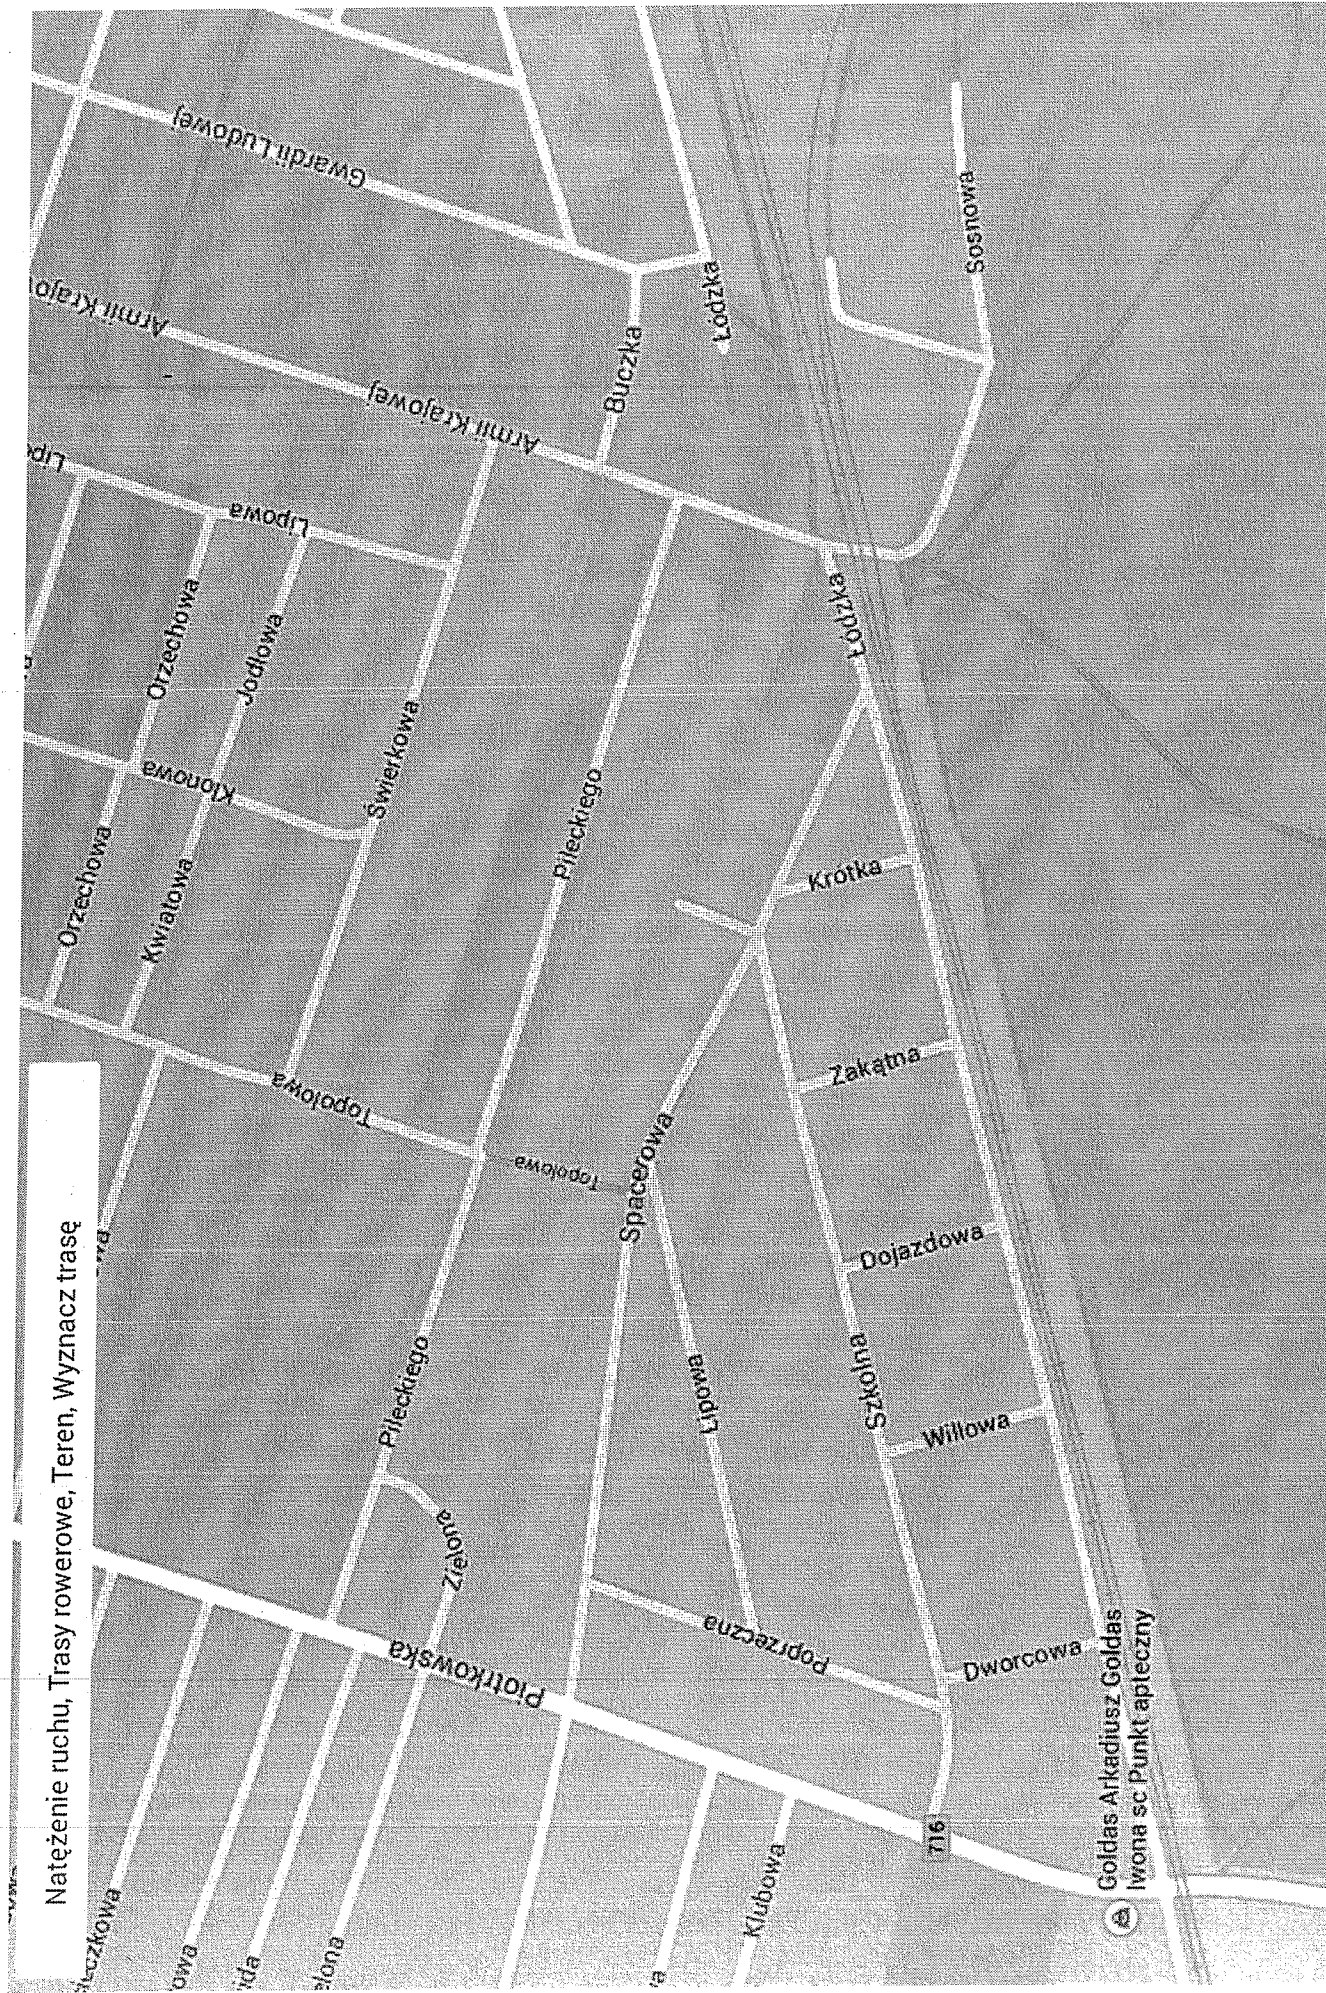 Natężenie ruchu, Trasy rowerowe, Teren, Wyznacz trasę
Gwardii Ludowej
Armii Krajowej
Armii Krajowej
Buczka
Łódzka
Sosnowa
Lipowa
Orzechowa
Jodłowa
Klonowa
Świerkowa
Orzechowa
Kwiatowa
Pileckiego
Łódzka
Krótka
Topolowa
Topolowa
Zakątna
Spacerowa
Dojazdowa
Pileckiego
Lipowa
Szkolna
Willowa
Zielona
Piotrkowska
Poprzeczna
Dworcowa
716
Klubowa
Gołdas Arkadiusz Gołdas
Iwona sc Punkt apteczny